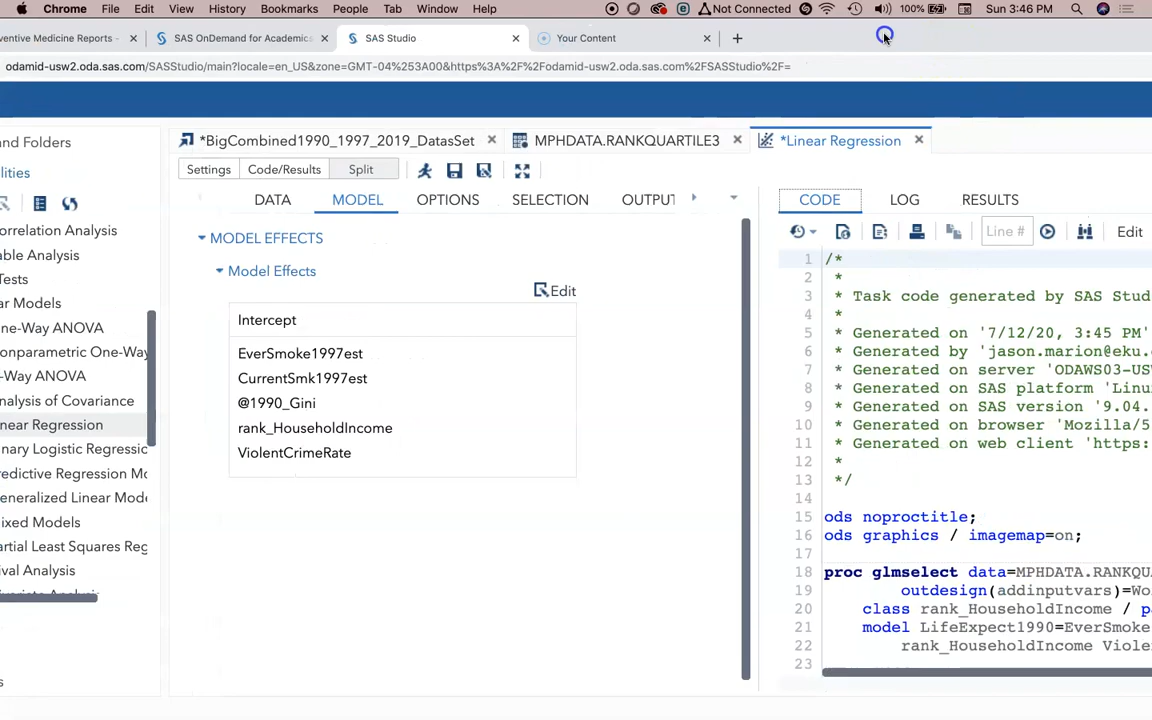 Chrome File Edit View History Bookmarks People Tab Window Help Not Connected 100% Sun 3:46 PM
ventive Medicine Reports - SAS OnDemand for Academics SAS Studio Your Content
odamid-usw2.oda.sas.com/SASStudio/main?locale=en_US&zone=GMT-04%253A00&https%3A%2F%2Fodamid-usw2.oda.sas.com%2FSASStudio%2F=
and Folders
ilities
orrelation Analysis
able Analysis
Tests
ar Models
ne-Way ANOVA
onparametric One-Way
-Way ANOVA
nalysis of Covariance
near Regression
nary Logistic Regressio
redictive Regression Mo
eneralized Linear Mode
ixed Models
artial Least Squares Reg
ival Analysis
*BigCombined1990_1997_2019_DatasSet MPHDATA.RANKQUARTILE3 *Linear Regression
Settings Code/Results Split
DATA MODEL OPTIONS SELECTION OUTPUT
MODEL EFFECTS
Model Effects
Edit
Intercept
EverSmoke1997est
CurrentSmk1997est
@1990_Gini
rank_HouseholdIncome
ViolentCrimeRate
CODE LOG RESULTS
Line # Edit
1 /*
2 *
3 * Task code generated by SAS Stud
4 *
5 * Generated on '7/12/20, 3:45 PM'
6 * Generated by 'jason.marion@eku.
7 * Generated on server 'ODAWS03-US
8 * Generated on SAS platform 'Linu
9 * Generated on SAS version '9.04.
10 * Generated on browser 'Mozilla/5
11 * Generated on web client 'https:
12 *
13 */
14
15 ods noproctitle;
16 ods graphics / imagemap=on;
17
18 proc glmselect data=MPHDATA.RANKQUA
19 outdesign(addinputvars)=Wo
20 class rank_HouseholdIncome / pa
21 model LifeExpect1990=EverSmoke
22 rank_HouseholdIncome Viole
23